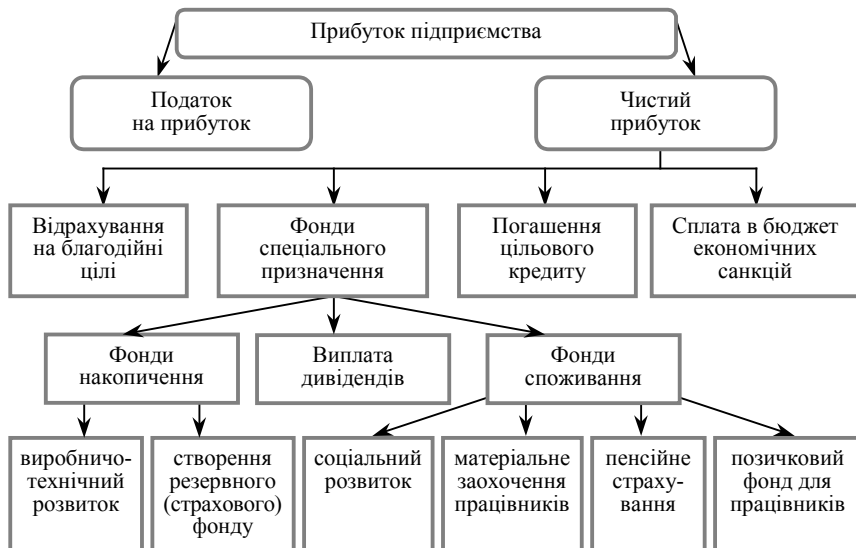 Прибуток підприємства
Податок
на прибуток
Чистий
прибуток
Відрахування
на благодійні
цілі
Фонди
спеціального
призначення
Погашення
цільового
кредиту
Сплата в бюджет
економічних
санкцій
Фонди
накопичення
Виплата
дивідендів
Фонди
споживання
виробничо-
технічний
розвиток
створення
резервного
(страхового)
фонду
соціальний
розвиток
матеріальне
заохочення
працівників
пенсійне
страху-
вання
позичковий
фонд для
працівників